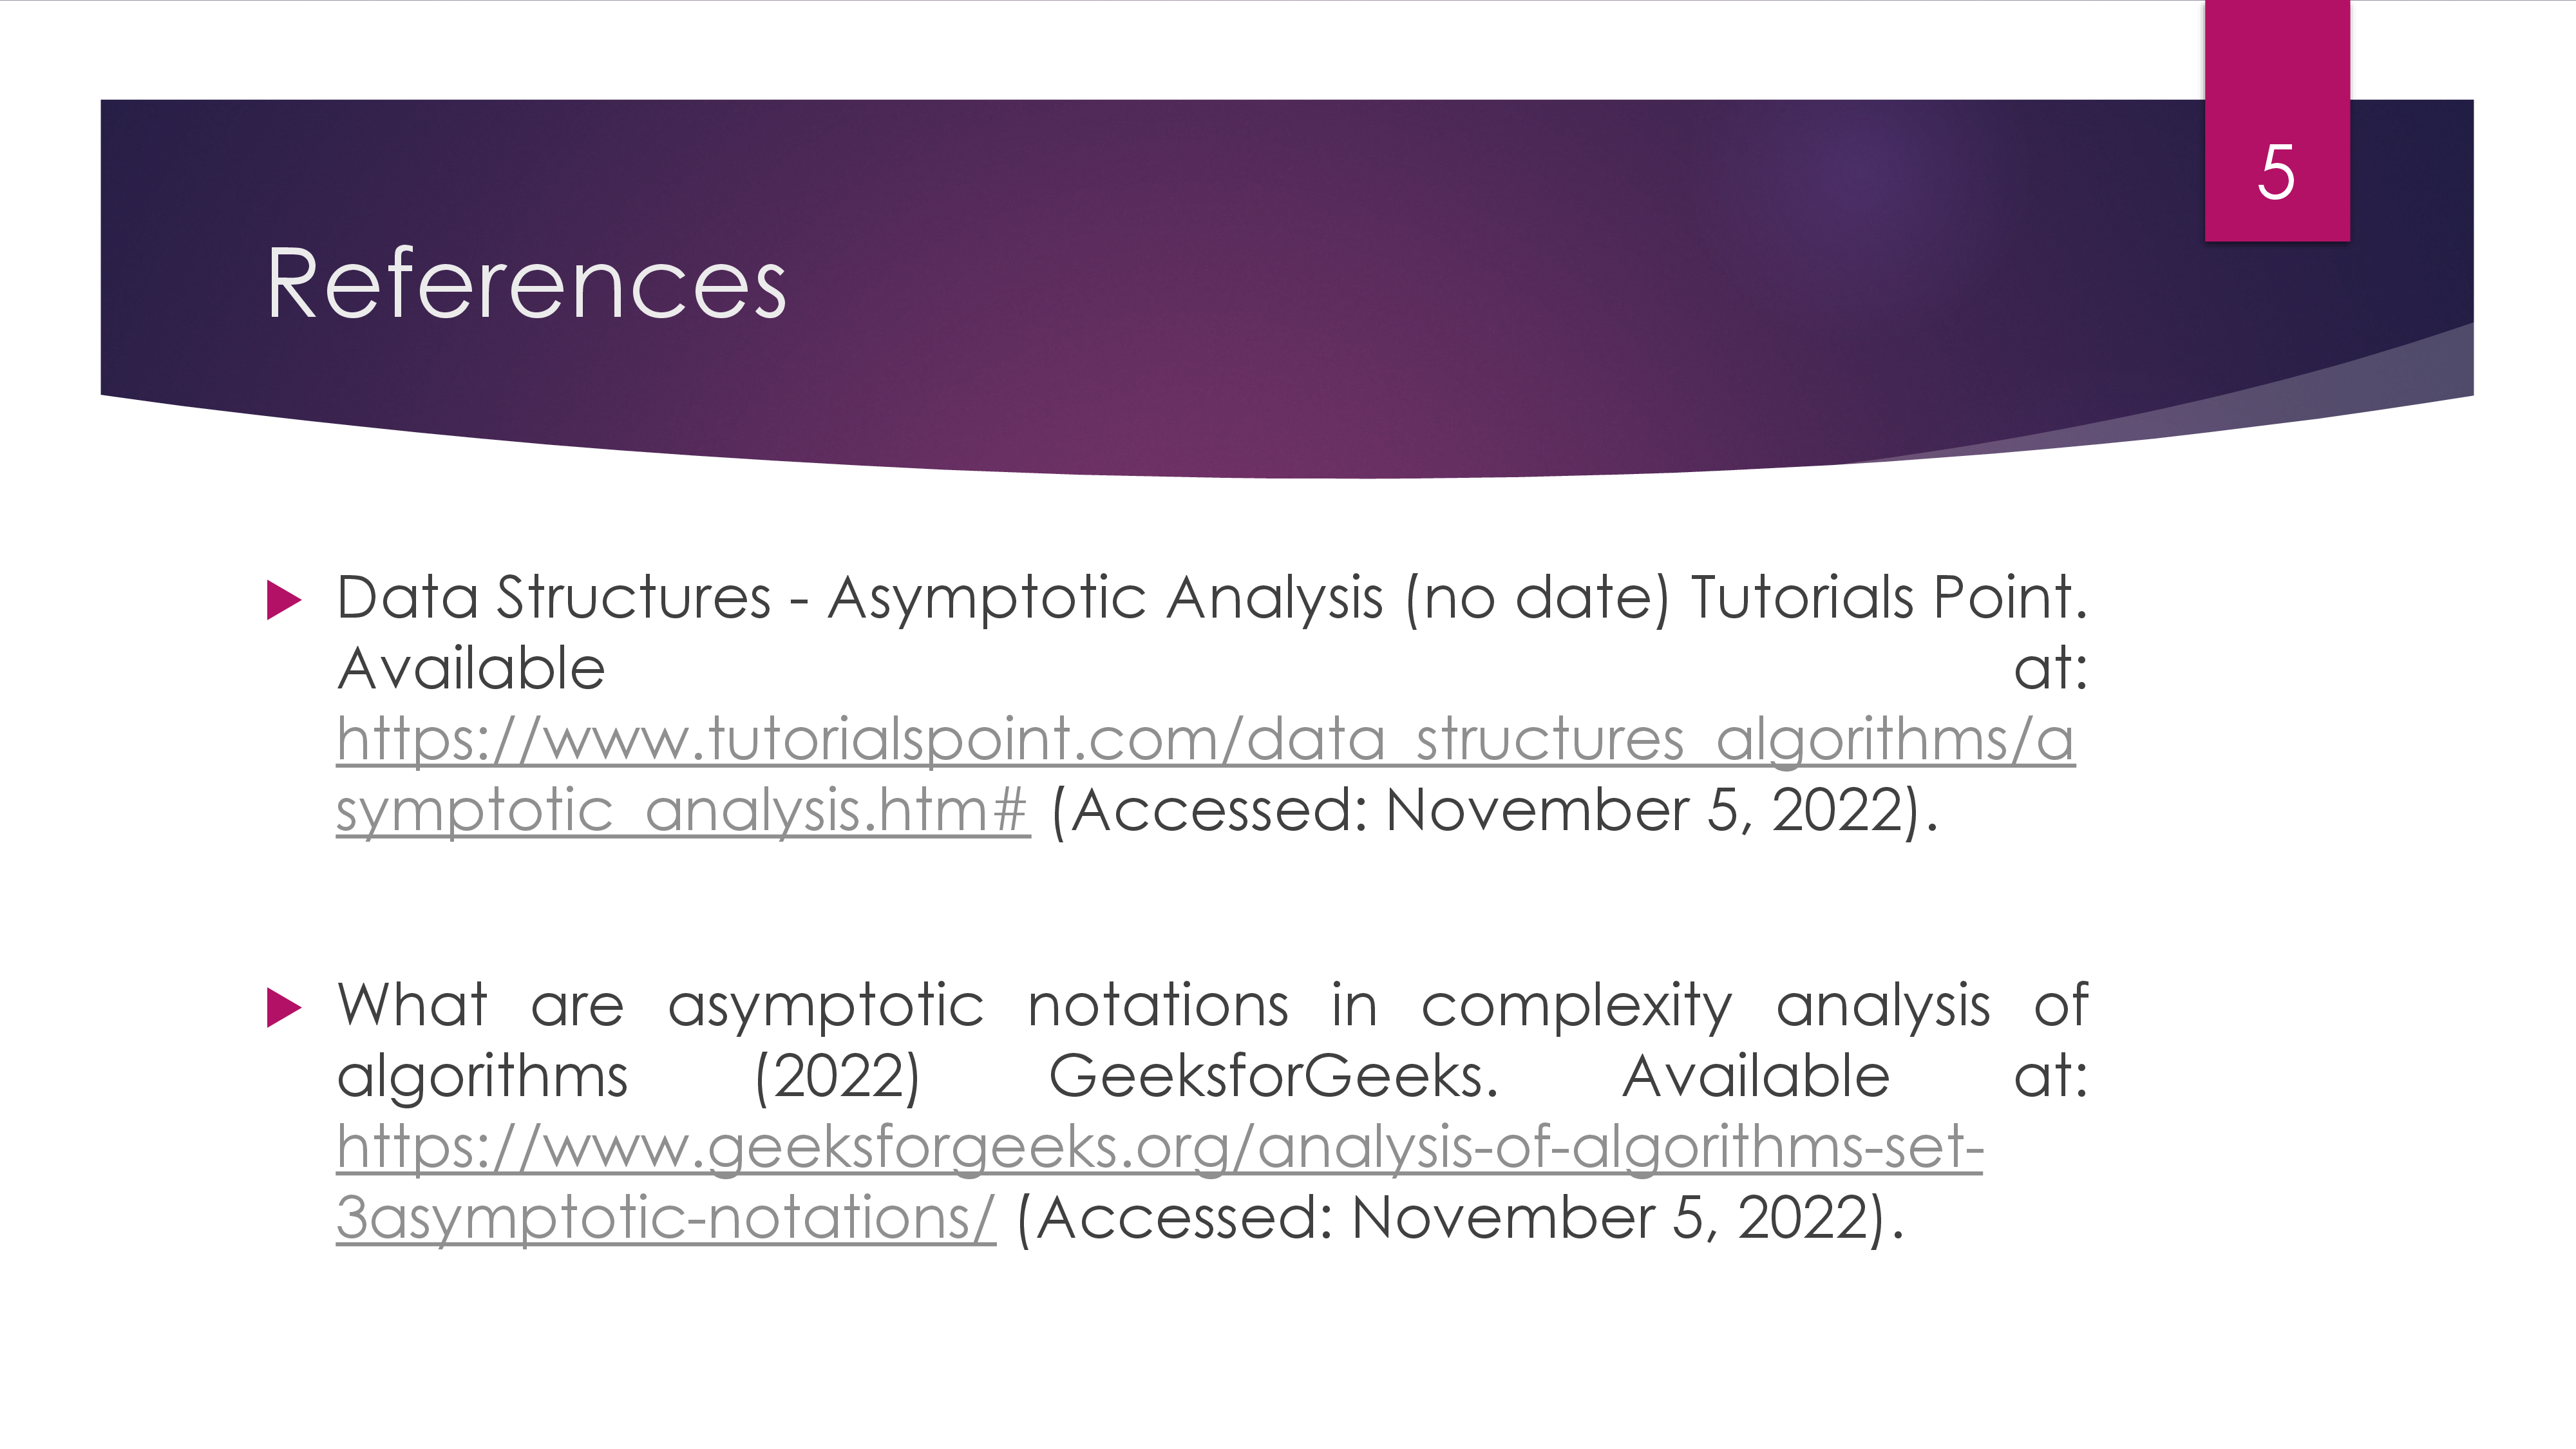 5
References
Data Structures - Asymptotic Analysis (no date) Tutorials Point.
Available at:
https://www.tutorialspoint.com/data_structures_algorithms/a
symptotic_analysis.htm# (Accessed: November 5, 2022).
What are asymptotic notations in complexity analysis of
algorithms (2022) GeeksforGeeks. Available at:
https://www.geeksforgeeks.org/analysis-of-algorithms-set-
3asymptotic-notations/ (Accessed: November 5, 2022).